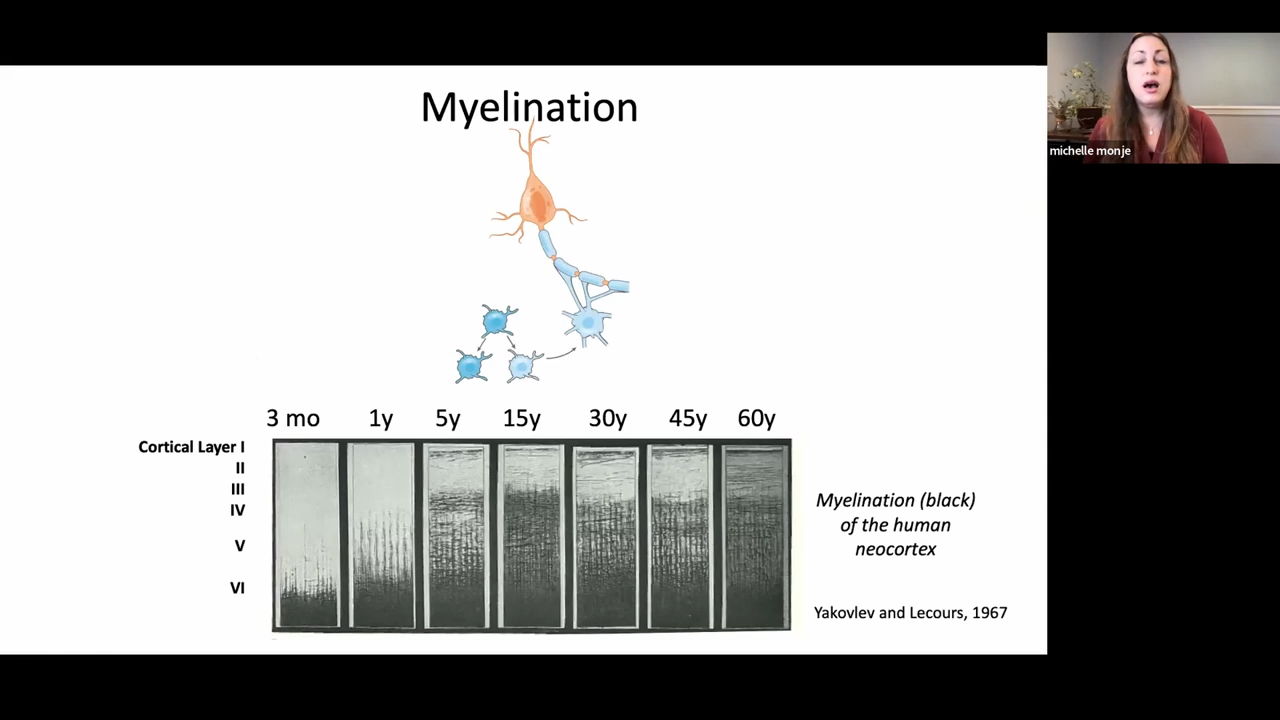 Myelination
michelle monje
3 mo 1y 5y 15y 30y 45y 60y
Cortical Layer I
II
III
IV
V
VI
Myelination (black)
of the human
neocortex
Yakovlev and Lecours, 1967